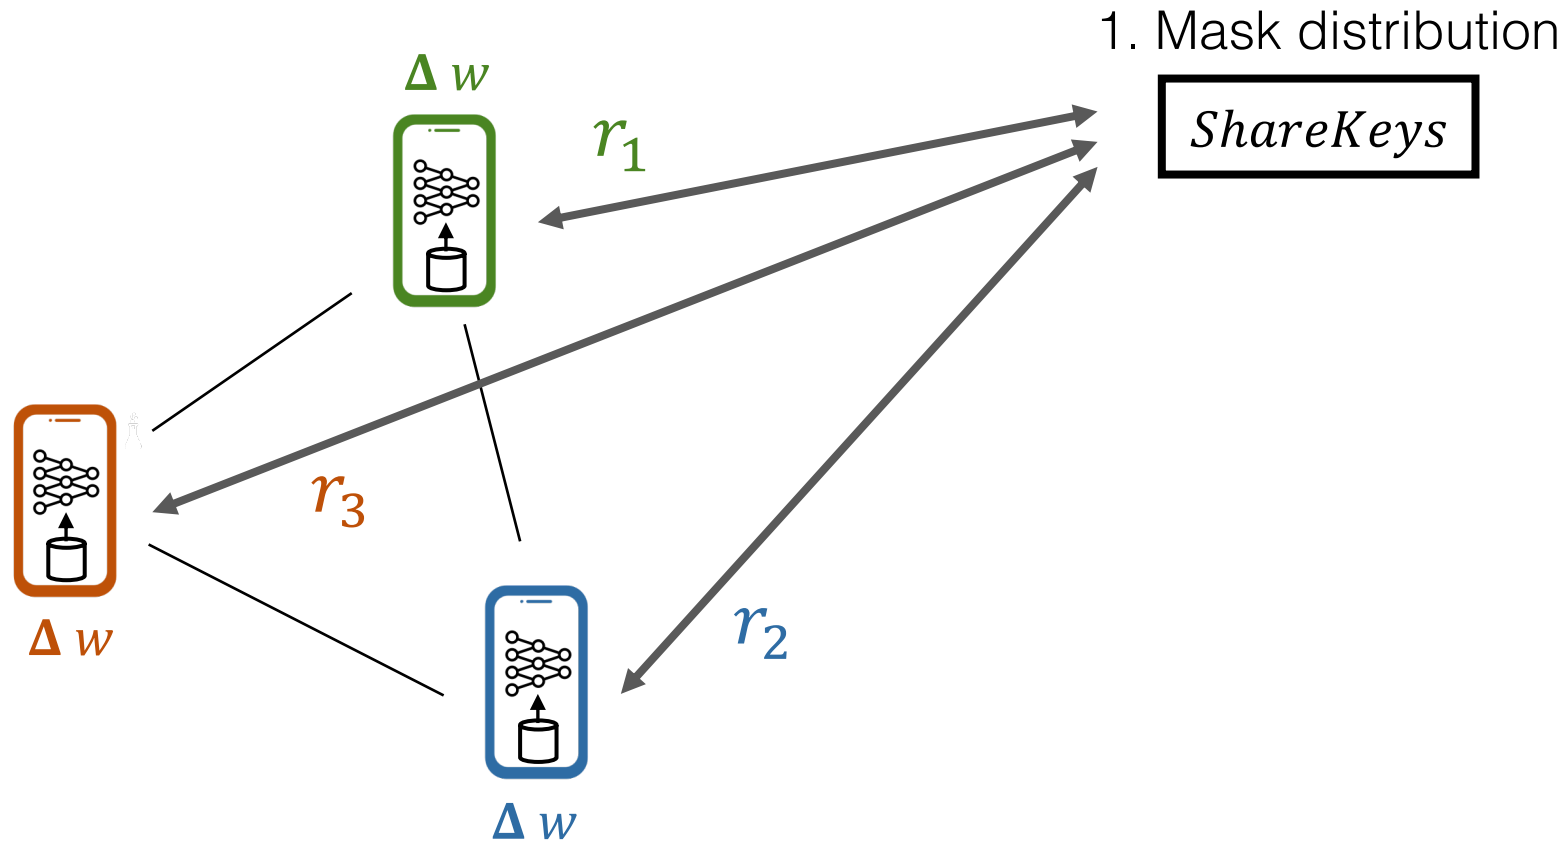 1. Mask distribution
ShareKeys
Δ w
r₁
r₃
Δ w
r₂
Δ w